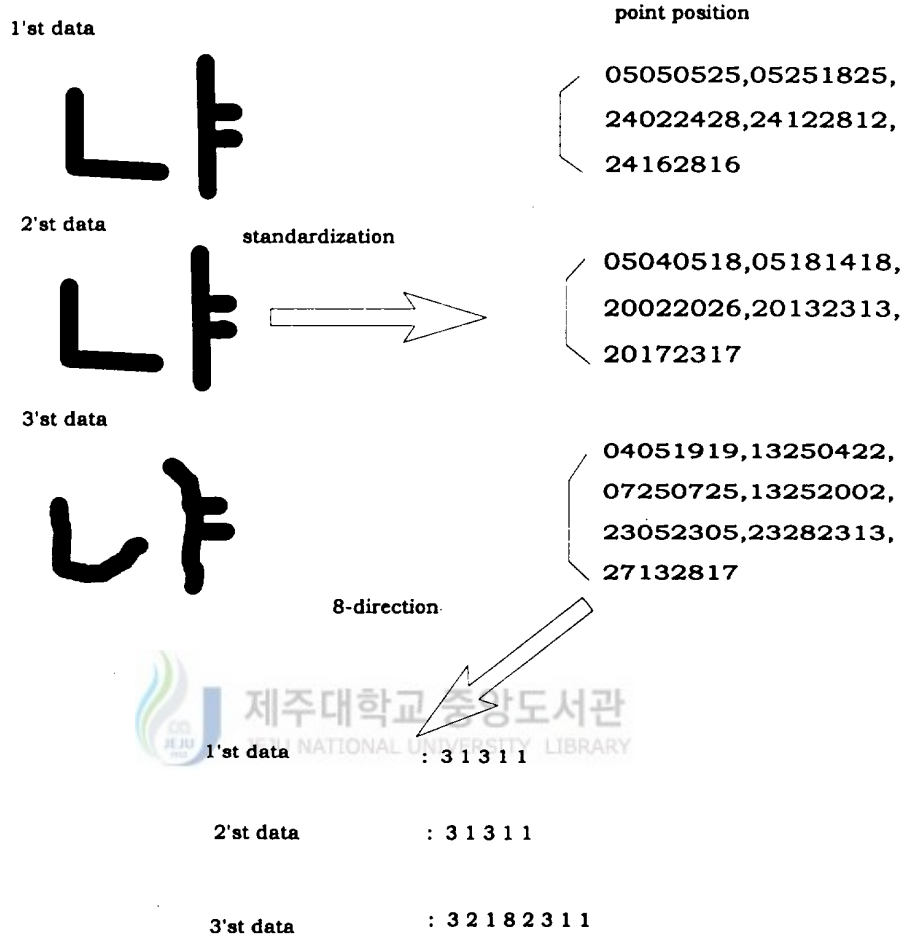 point position
1'st data
05050525,05251825,
24022428,24122812,
24162816
2'st data
standardization
05040518,05181418,
20022026,20132313,
20172317
3'st data
04051919,13250422,
07250725,13252002,
23052305,23282313,
27132817
8-direction
제주대학교 중앙도서관
JEJU NATIONAL UNIVERSITY LIBRARY
1'st data : 3 1 3 1 1
2'st data : 3 1 3 1 1
3'st data : 3 2 1 8 2 3 1 1